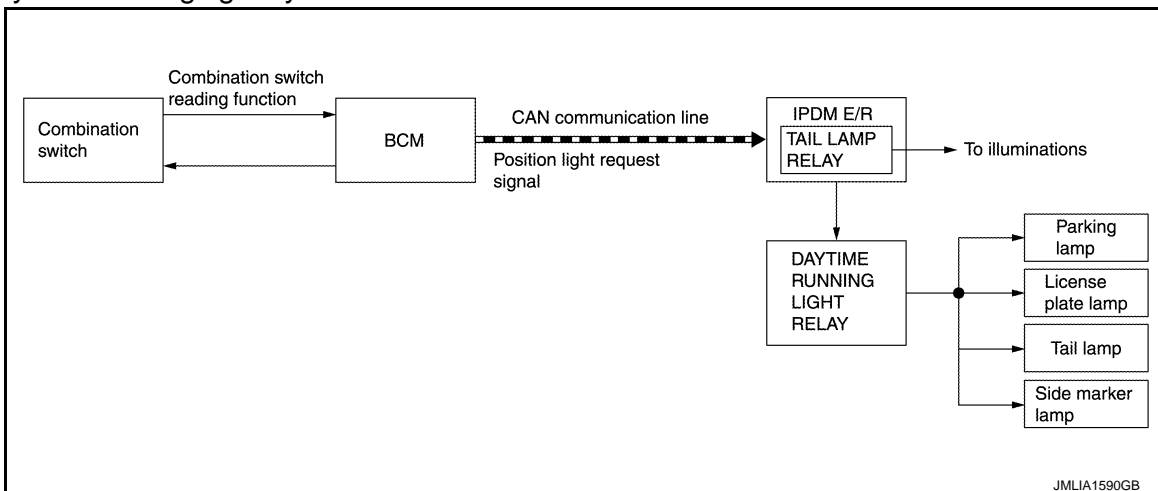 Combination switch
reading function
Combination
switch
BCM
CAN communication line
Position light request
signal
IPDM E/R
TAIL LAMP
RELAY
To illuminations
DAYTIME
RUNNING
LIGHT
RELAY
Parking
lamp
License
plate lamp
Tail lamp
Side marker
lamp
JMLIA1590GB